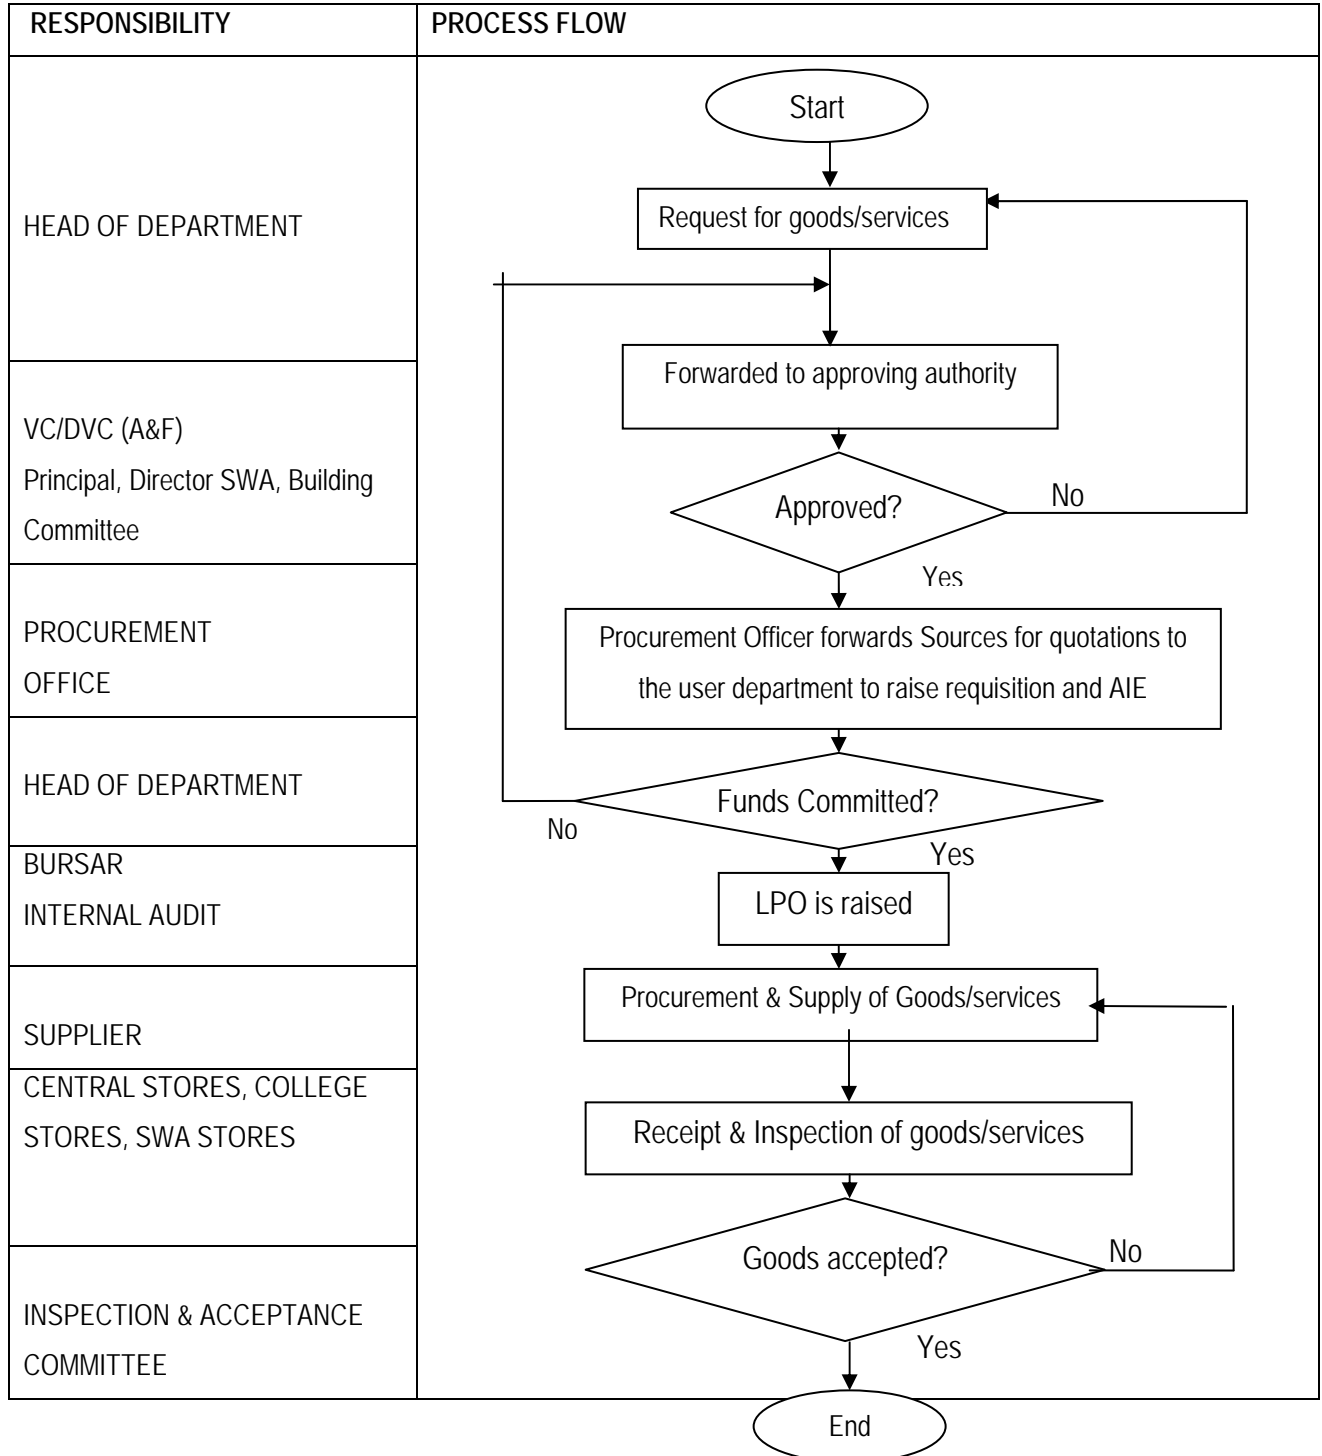 RESPONSIBILITY
PROCESS FLOW
Start
Request for goods/services
HEAD OF DEPARTMENT
Forwarded to approving authority
VC/DVC (A&F)
Principal, Director SWA, Building
Committee
Approved?
No
Yes
PROCUREMENT
OFFICE
Procurement Officer forwards Sources for quotations to
the user department to raise requisition and AIE
HEAD OF DEPARTMENT
Funds Committed?
No
Yes
BURSAR
INTERNAL AUDIT
LPO is raised
Procurement & Supply of Goods/services
SUPPLIER
CENTRAL STORES, COLLEGE
STORES, SWA STORES
Receipt & Inspection of goods/services
Goods accepted?
No
INSPECTION & ACCEPTANCE
COMMITTEE
Yes
End